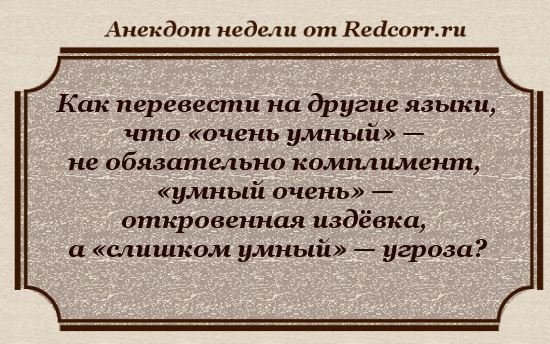 Анекдот недели от Redcorr.ru
Как перевести на другие языки,
что «очень умный» —
не обязательно комплимент,
«умный очень» —
откровенная издёвка,
а «слишком умный» — угроза?